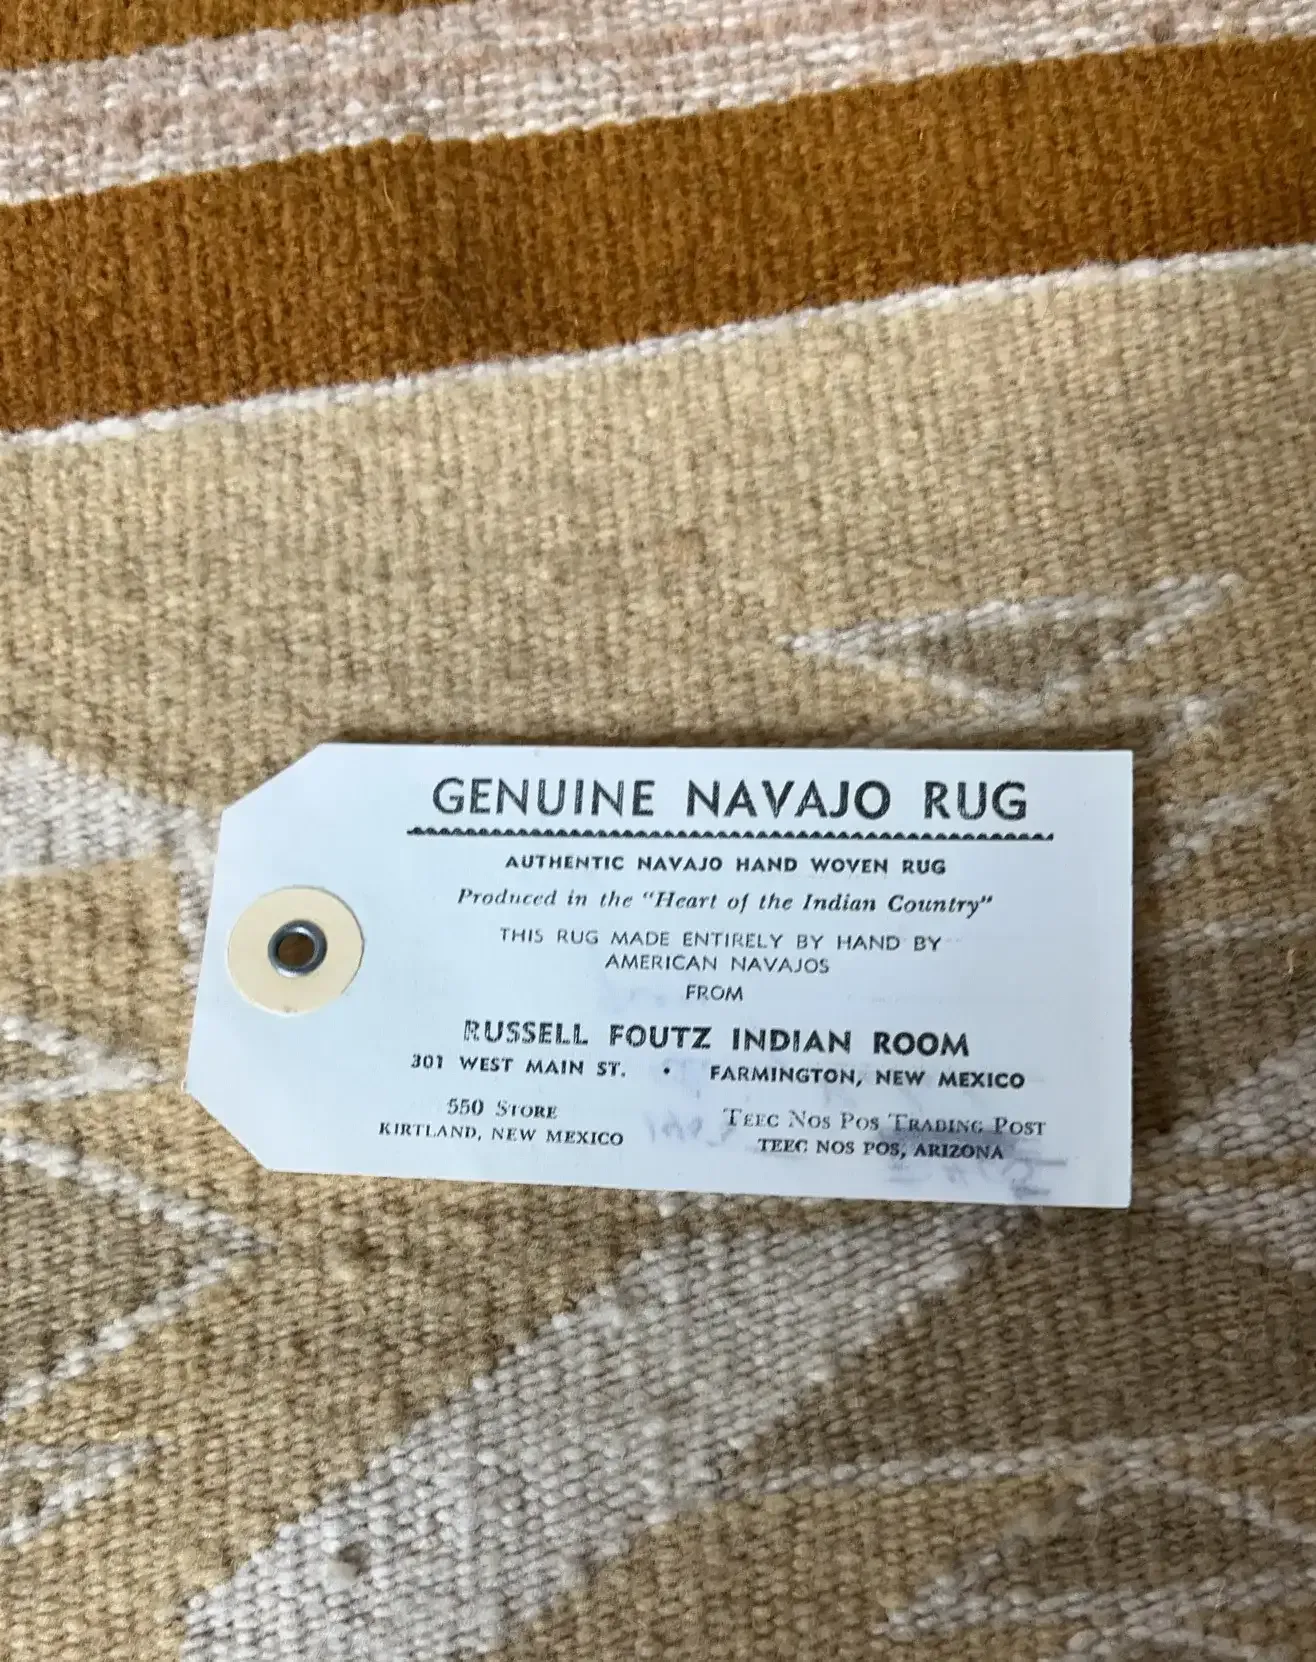 GENUINE NAVAJO RUG
AUTHENTIC NAVAJO HAND WOVEN RUG
Produced in the "Heart of the Indian Country"
THIS RUG MADE ENTIRELY BY HAND BY
AMERICAN NAVAJOS
FROM
RUSSELL FOUTZ INDIAN ROOM
301 WEST MAIN ST. • FARMINGTON, NEW MEXICO
550 STORE
KIRTLAND, NEW MEXICO
TEEC NOS POS TRADING POST
TEEC NOS POS, ARIZONA